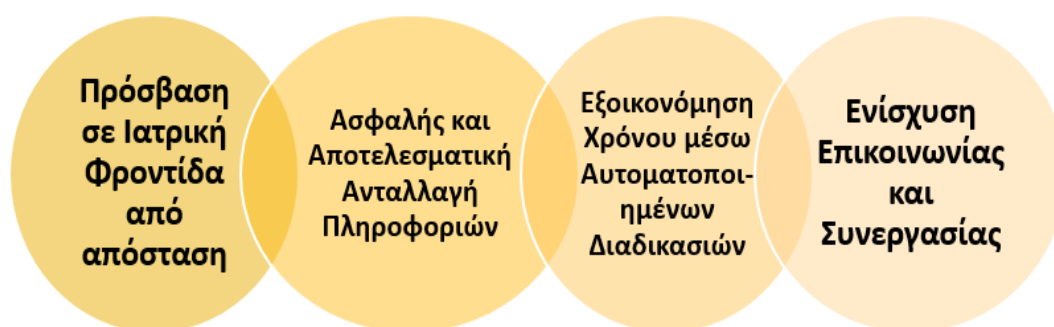 Πρόσβαση
σε Ιατρική
Φροντίδα
από
απόσταση
Ασφαλής και
Αποτελεσματική
Ανταλλαγή
Πληροφοριών
Εξοικονόμηση
Χρόνου μέσω
Αυτοματοποι-
ημένων
Διαδικασιών
Ενίσχυση
Επικοινωνίας
και
Συνεργασίας